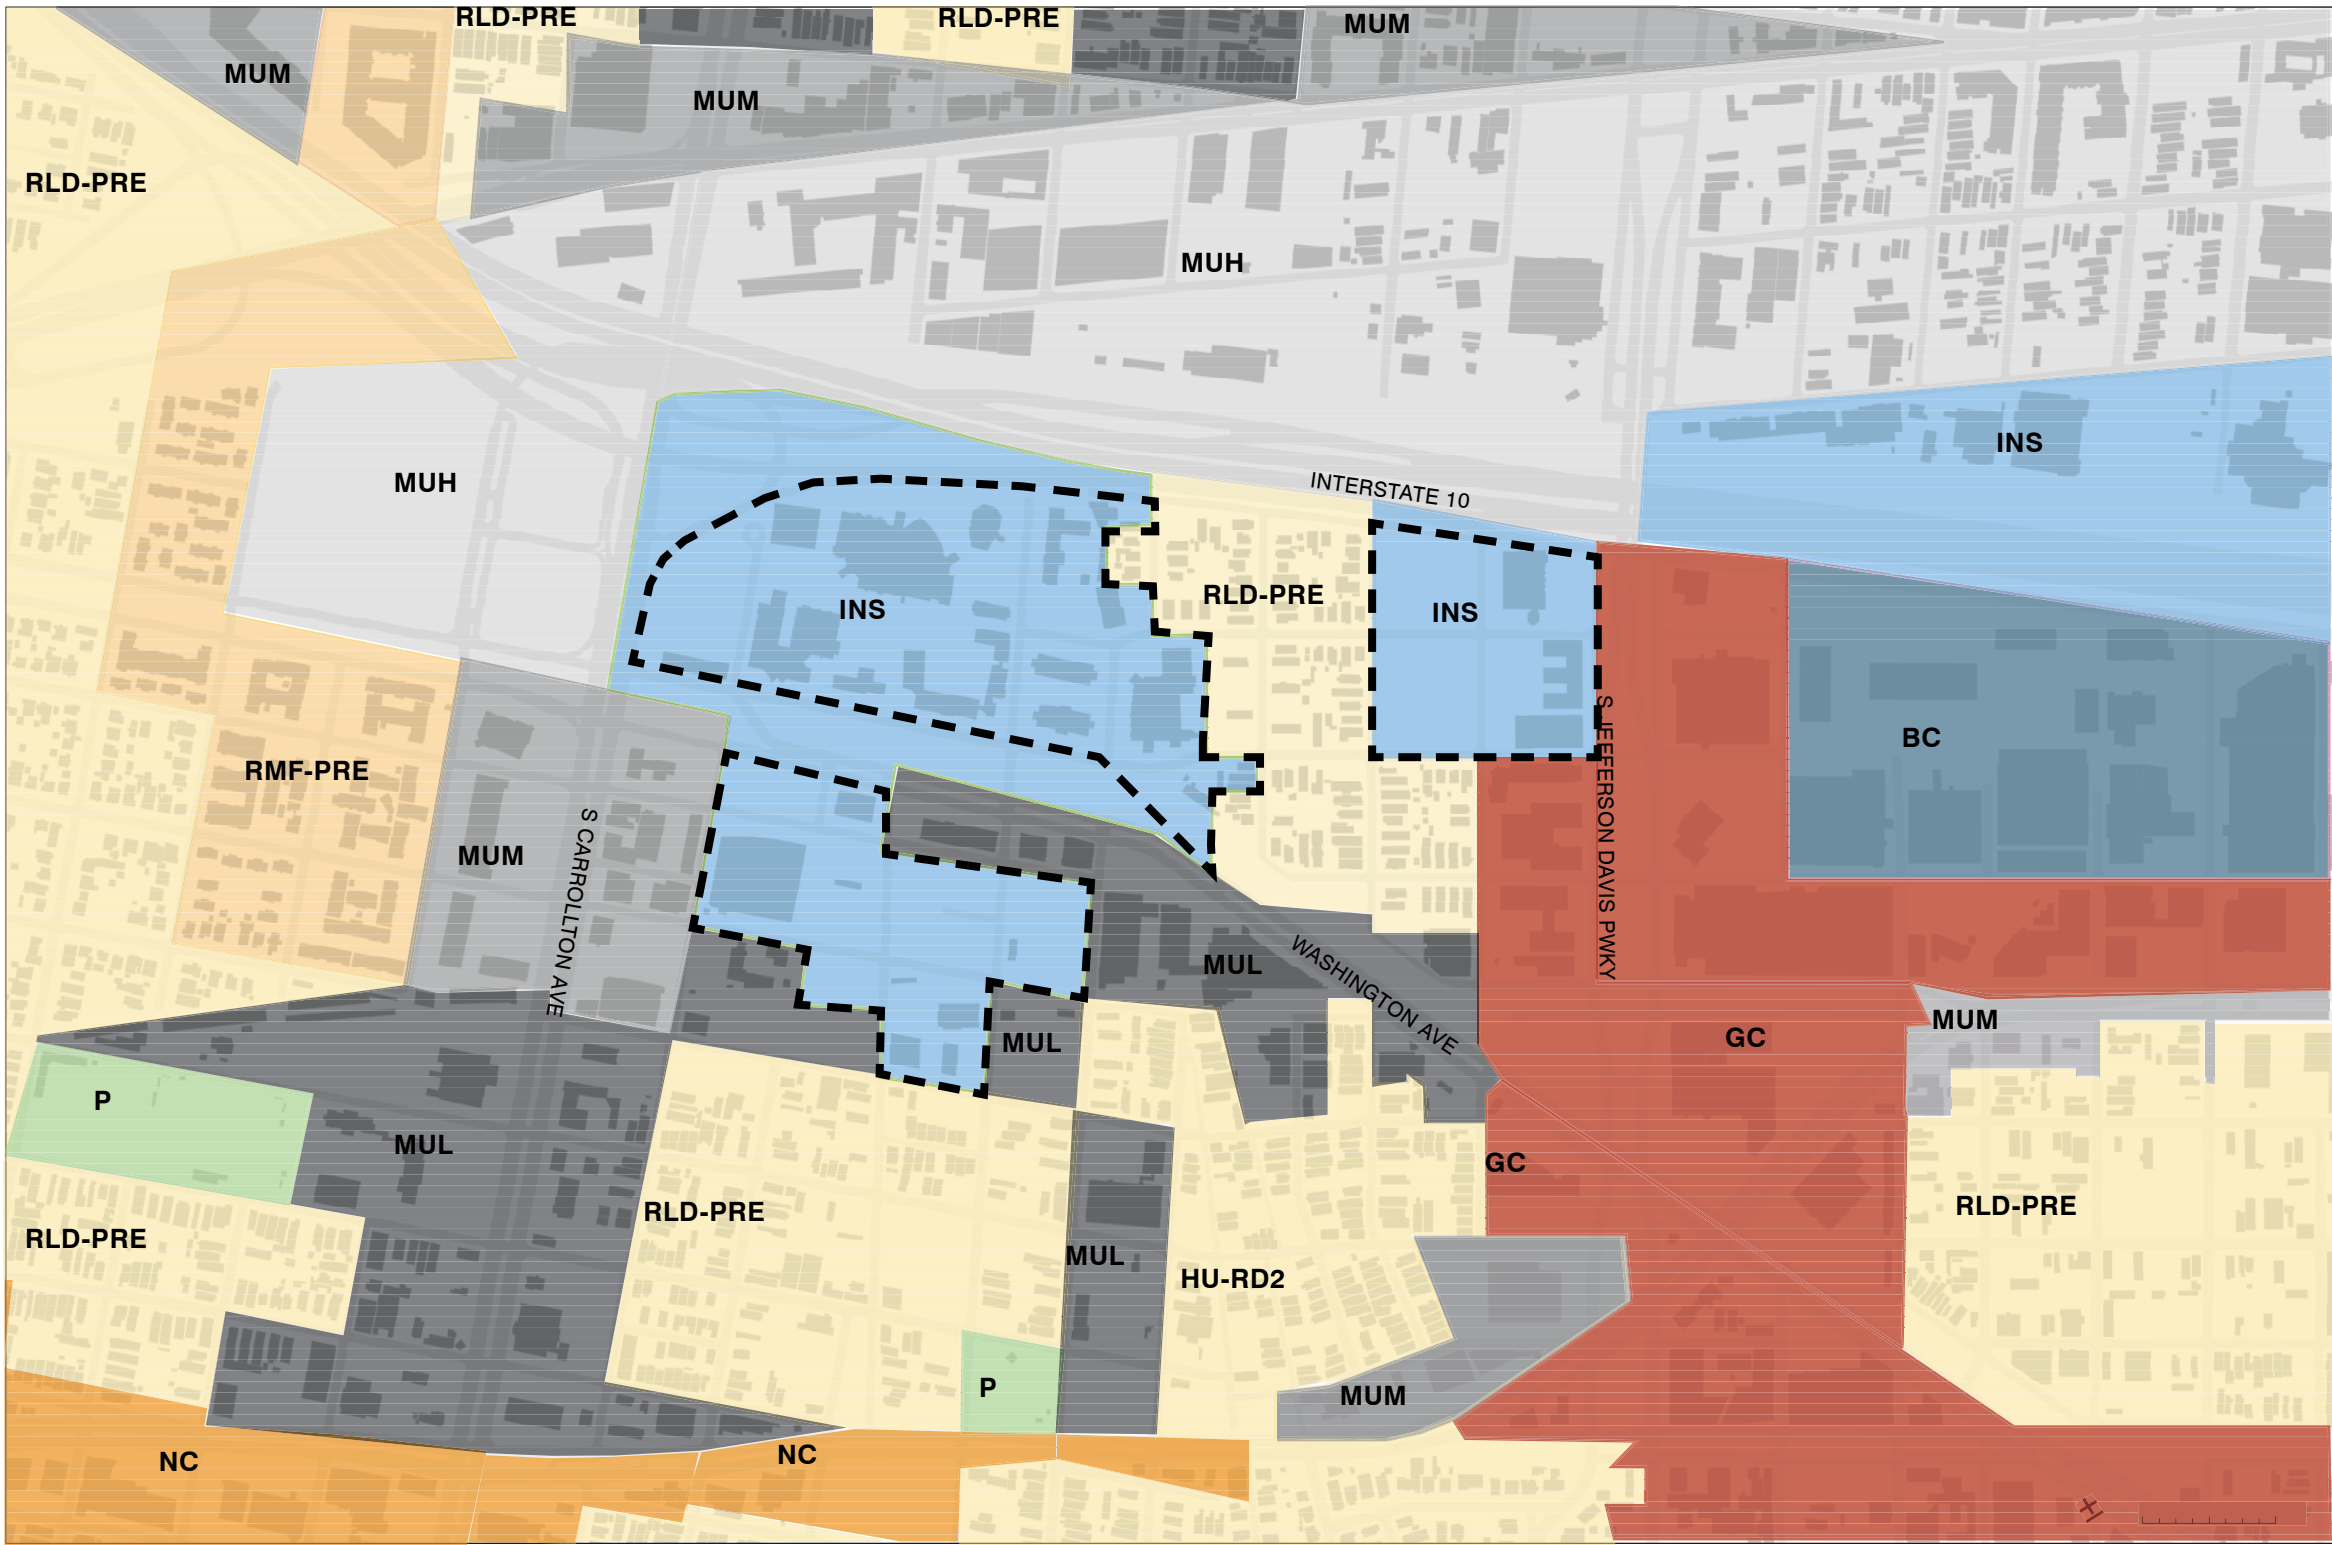 RLD-PRE
RLD-PRE
MUM
MUM
MUM
RLD-PRE
MUH
INS
MUH
INTERSTATE 10
RLD-PRE
INS
INS
BC
RMF-PRE
S JEFFERSON DAVIS PWKY
MUM
S CARROLLTON AVE
MUL
WASHINGTON AVE
MUM
GC
MUL
P
MUL
GC
RLD-PRE
RLD-PRE
RLD-PRE
MUL
HU-RD2
P
MUM
NC
NC